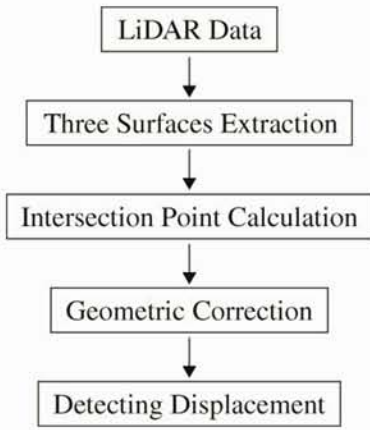 LiDAR Data
Three Surfaces Extraction
Intersection Point Calculation
Geometric Correction
Detecting Displacement